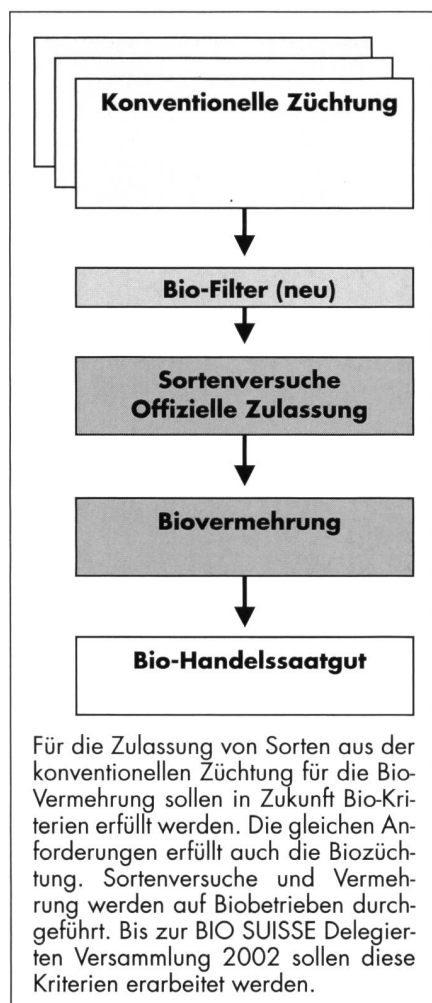 Konventionelle Züchtung
Bio-Filter (neu)
Sortenversuche
Offizielle Zulassung
Biovermehrung
Bio-Handelssaatgut
Für die Zulassung von Sorten aus der
konventionellen Züchtung für die Bio-
Vermehrung sollen in Zukunft Bio-Kri-
terien erfüllt werden. Die gleichen An-
forderungen erfüllt auch die Biozüch-
tung. Sortenversuche und Vermeh-
rung werden auf Biobetrieben durch-
geführt. Bis zur BIO SUISSE Delegier-
ten Versammlung 2002 sollen diese
Kriterien erarbeitet werden.